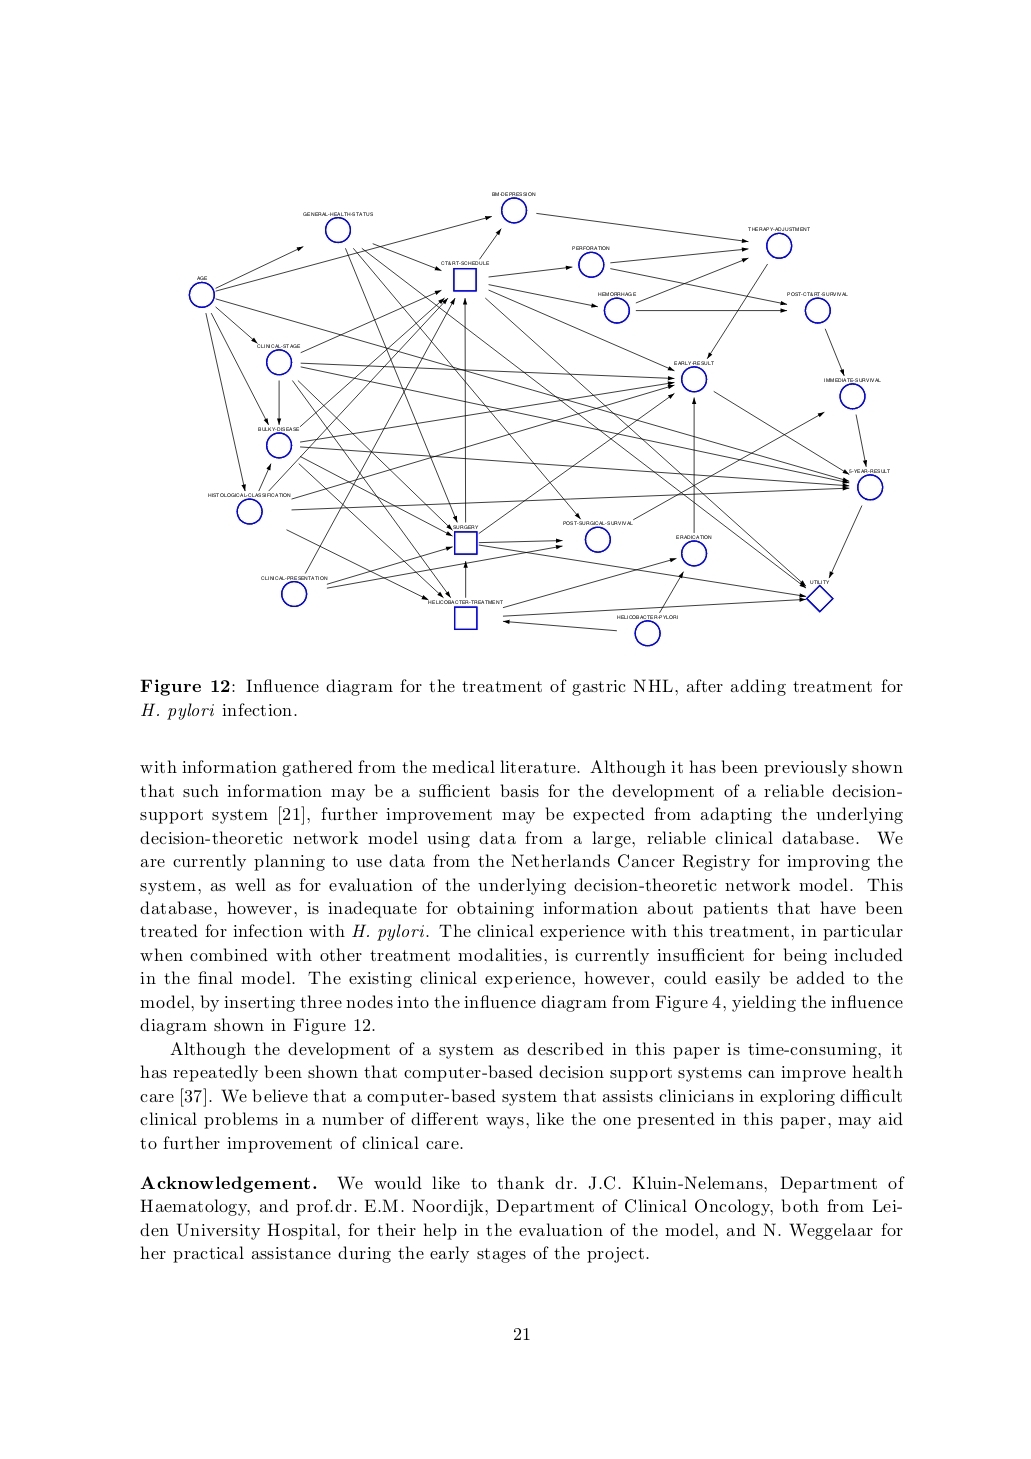 BM-DEPRESSION
GENERAL-HEALTH-STATUS
THERAPY-ADJUSTMENT
PERFORATION
CT&RT-SCHEDULE
AGE
HEMORRHAGE
POST-CT&RT-SURVIVAL
CLINICAL-STAGE
EARLY-RESULT
IMMEDIATE-SURVIVAL
BULKY-DISEASE
5-YEAR-RESULT
HISTOLOGICAL-CLASSIFICATION
POST-SURGICAL-SURVIVAL
SURGERY
ERADICATION
CLINICAL-PRESENTATION
UTILITY
HELICOBACTER-TREATMENT
HELICOBACTER-PYLORI
Figure 12: Influence diagram for the treatment of gastric NHL, after adding treatment for
H. pylori infection.
with information gathered from the medical literature. Although it has been previously shown
that such information may be a sufficient basis for the development of a reliable decision-
support system [21], further improvement may be expected from adapting the underlying
decision-theoretic network model using data from a large, reliable clinical database. We
are currently planning to use data from the Netherlands Cancer Registry for improving the
system, as well as for evaluation of the underlying decision-theoretic network model. This
database, however, is inadequate for obtaining information about patients that have been
treated for infection with H. pylori. The clinical experience with this treatment, in particular
when combined with other treatment modalities, is currently insufficient for being included
in the final model. The existing clinical experience, however, could easily be added to the
model, by inserting three nodes into the influence diagram from Figure 4, yielding the influence
diagram shown in Figure 12.
Although the development of a system as described in this paper is time-consuming, it
has repeatedly been shown that computer-based decision support systems can improve health
care [37]. We believe that a computer-based system that assists clinicians in exploring difficult
clinical problems in a number of different ways, like the one presented in this paper, may aid
to further improvement of clinical care.
Acknowledgement. We would like to thank dr. J.C. Kluin-Nelemans, Department of
Haematology, and prof.dr. E.M. Noordijk, Department of Clinical Oncology, both from Lei-
den University Hospital, for their help in the evaluation of the model, and N. Weggelaar for
her practical assistance during the early stages of the project.
21